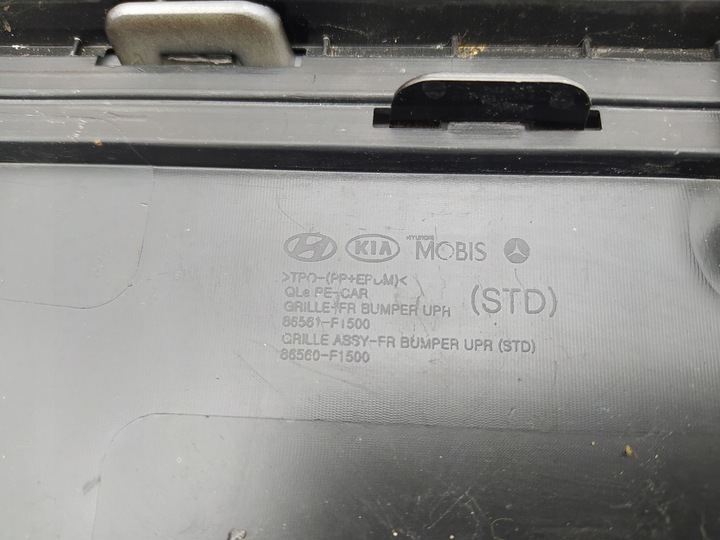 KIA HYUNDAI MOBIS
>TPO-(PP+EPDM)<
QLe PE-CAR
GRILLE-FR BUMPER UPR (STD)
86561-F1500
GRILLE ASSY-FR BUMPER UPR (STD)
86560-F1500